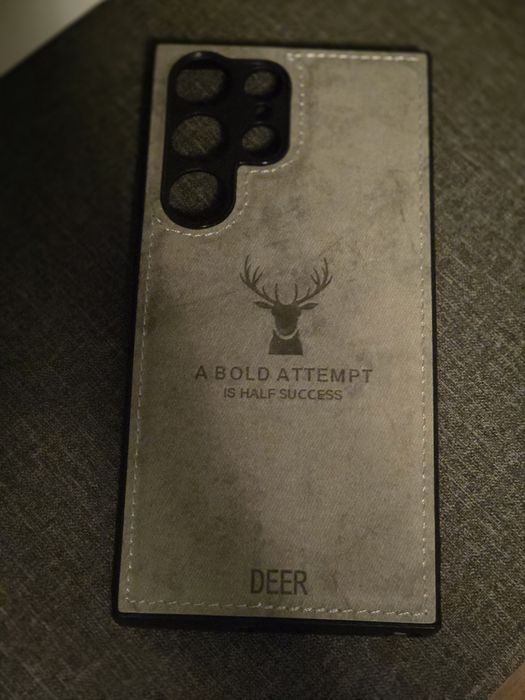 A BOLD ATTEMPT
IS HALF SUCCESS
DEER